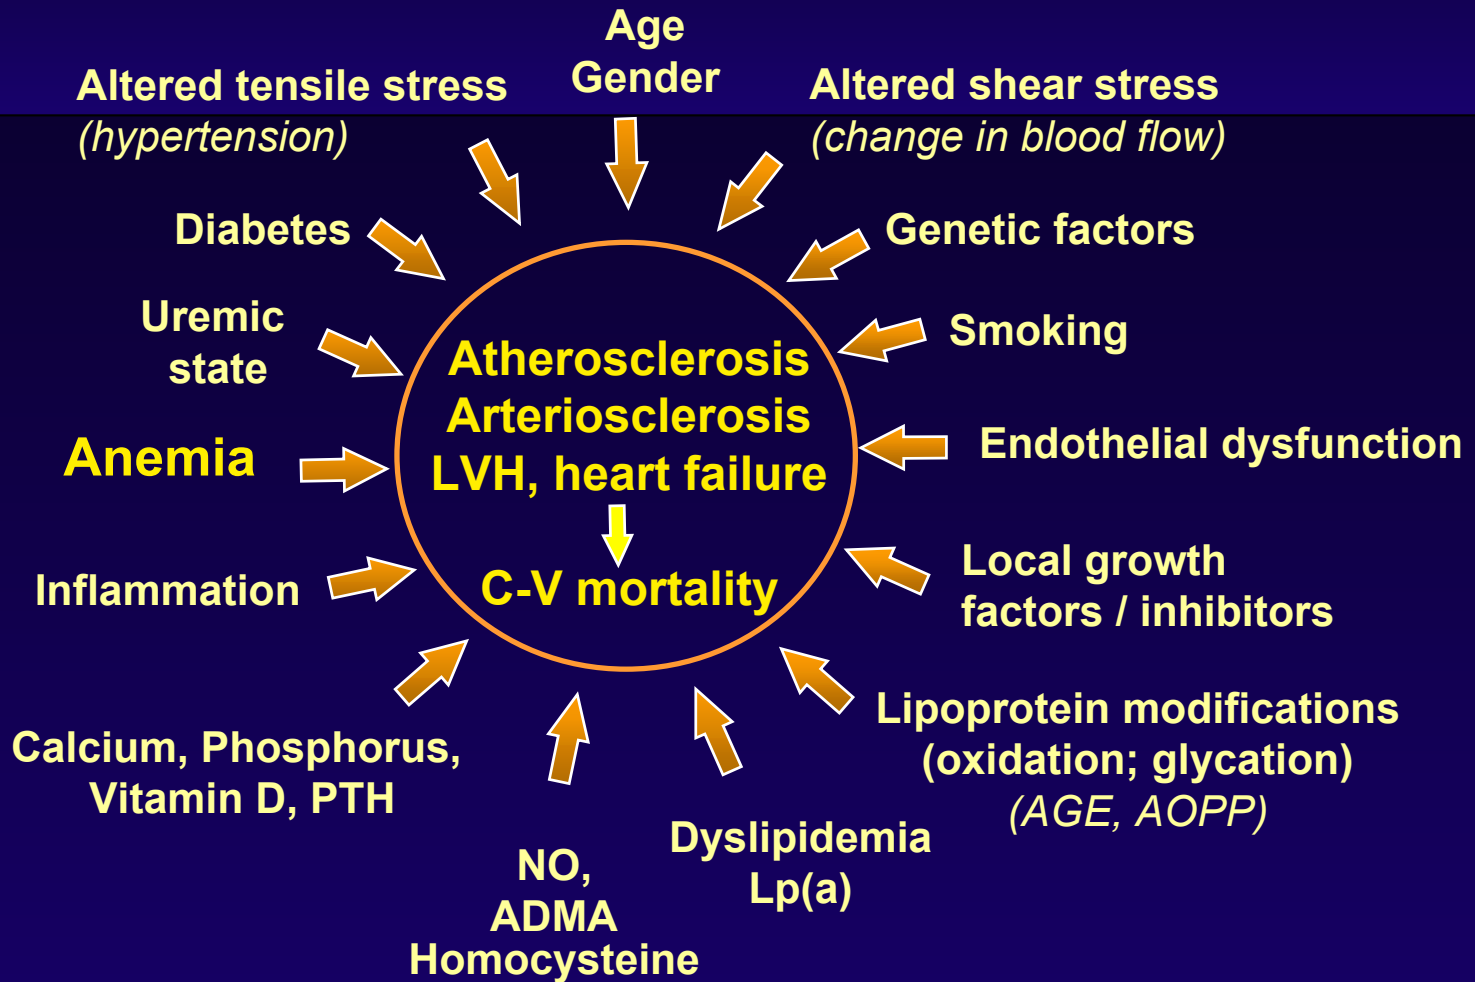 Age
Gender
Altered tensile stress
(hypertension)
Altered shear stress
(change in blood flow)
Diabetes
Genetic factors
Uremic
state
Smoking
Anemia
Endothelial dysfunction
Inflammation
Local growth
factors / inhibitors
Atherosclerosis
Arteriosclerosis
LVH, heart failure
C-V mortality
Calcium, Phosphorus,
Vitamin D, PTH
Lipoprotein modifications
(oxidation; glycation)
(AGE, AOPP)
NO,
ADMA
Homocysteine
Dyslipidemia
Lp(a)